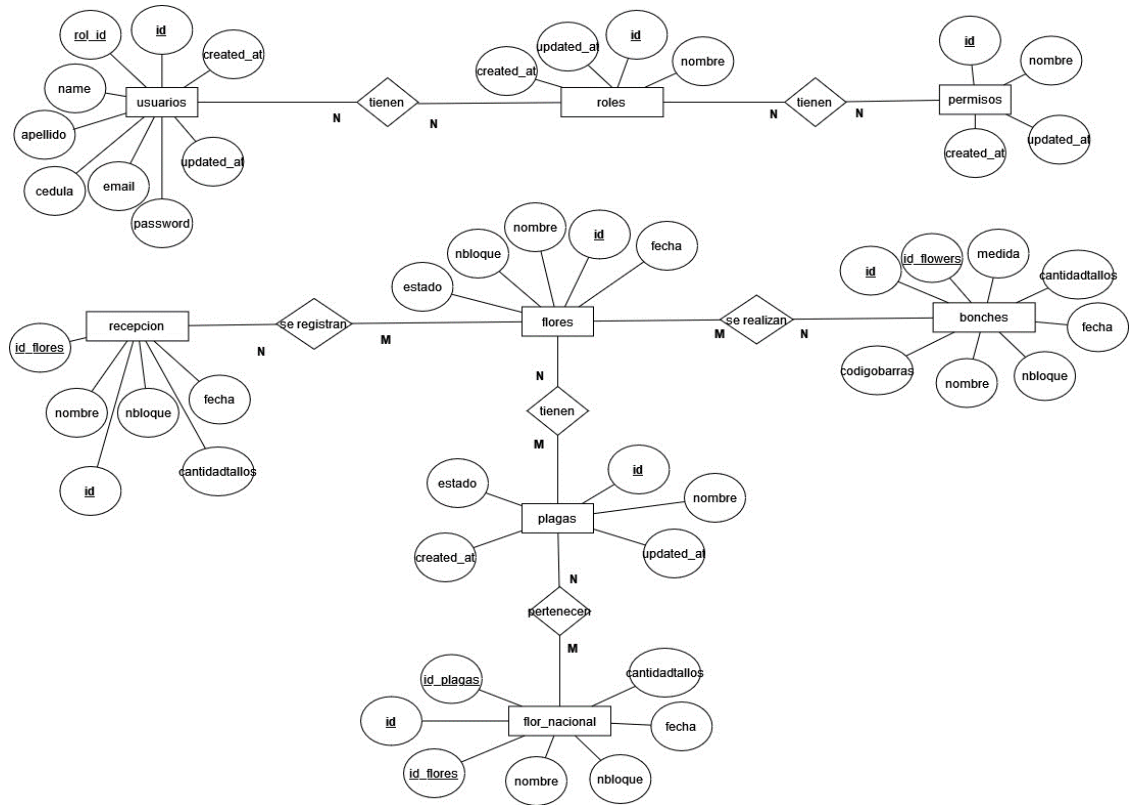 rol_id
id
created_at
name
usuarios
apellido
cedula
email
password
updated_at
N
tienen
N
created_at
updated_at
id
nombre
roles
N
tienen
N
id
nombre
permisos
created_at
updated_at
estado
nbloque
nombre
id
fecha
flores
id
id_flowers
medida
cantidadtallos
bonches
fecha
codigobarras
nombre
nbloque
M
se realizan
N
recepcion
id_flores
nombre
nbloque
fecha
id
cantidadtallos
N
se registran
M
N
tienen
M
estado
id
nombre
plagas
created_at
updated_at
N
pertenecen
M
id_plagas
cantidadtallos
id
flor_nacional
fecha
id_flores
nombre
nbloque